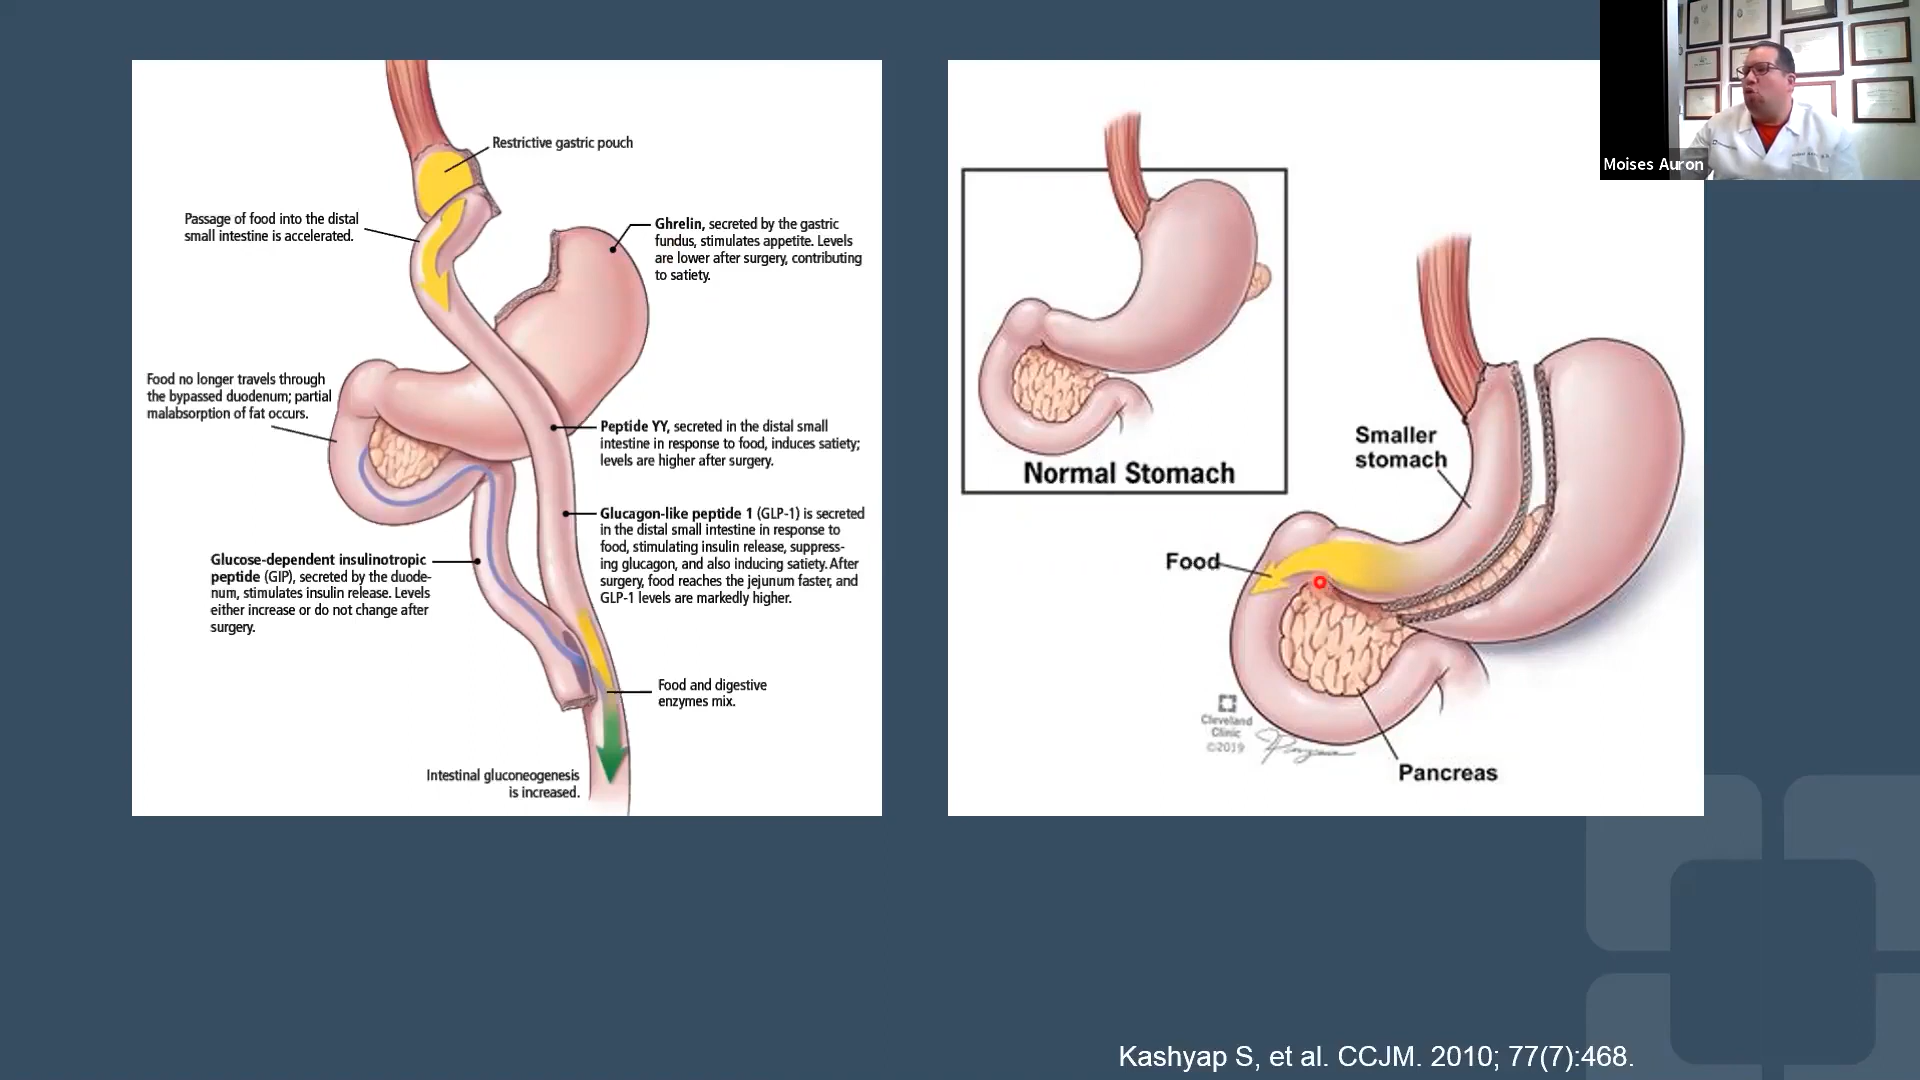 Restrictive gastric pouch
Passage of food into the distal
small intestine is accelerated.
Ghrelin, secreted by the gastric
fundus, stimulates appetite. Levels
are lower after surgery, contributing
to satiety.
Food no longer travels through
the bypassed duodenum; partial
malabsorption of fat occurs.
Peptide YY, secreted in the distal small
intestine in response to food, induces satiety;
levels are higher after surgery.
Glucagon-like peptide 1 (GLP-1) is secreted
in the distal small intestine in response to
food, stimulating insulin release, suppress-
ing glucagon, and also inducing satiety. After
surgery, food reaches the jejunum faster, and
GLP-1 levels are markedly higher.
Glucose-dependent insulinotropic
peptide (GIP), secreted by the duode-
num, stimulates insulin release. Levels
either increase or do not change after
surgery.
Food and digestive
enzymes mix.
Intestinal gluconeogenesis
is increased.
Normal Stomach
Smaller
stomach
Food
Pancreas
Cleveland
Clinic
©2019
Moises Auron
Kashyap S, et al. CCJM. 2010; 77(7):468.